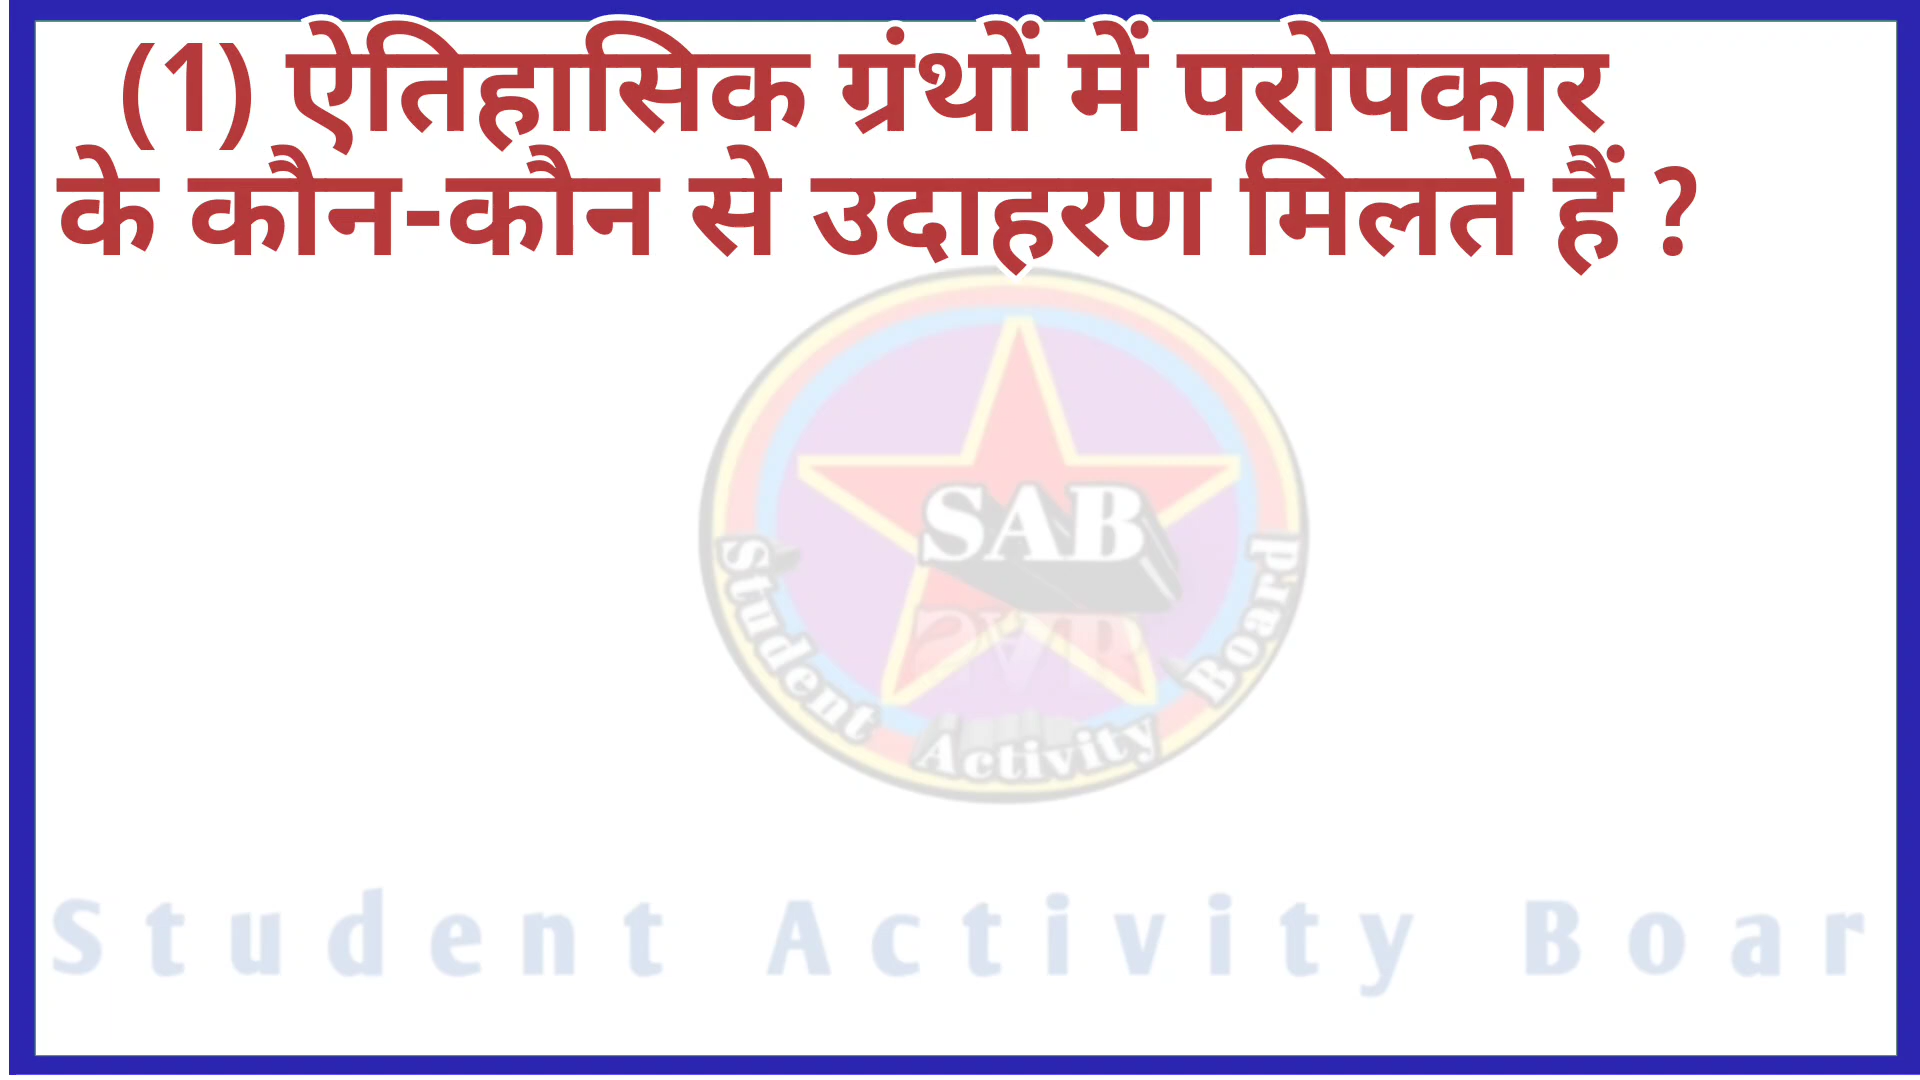 (1) ऐतिहासिक ग्रंथों में परोपकार
के कौन-कौन से उदाहरण मिलते हैं ?
SAB
Student Activity Board
Student Activity Boar